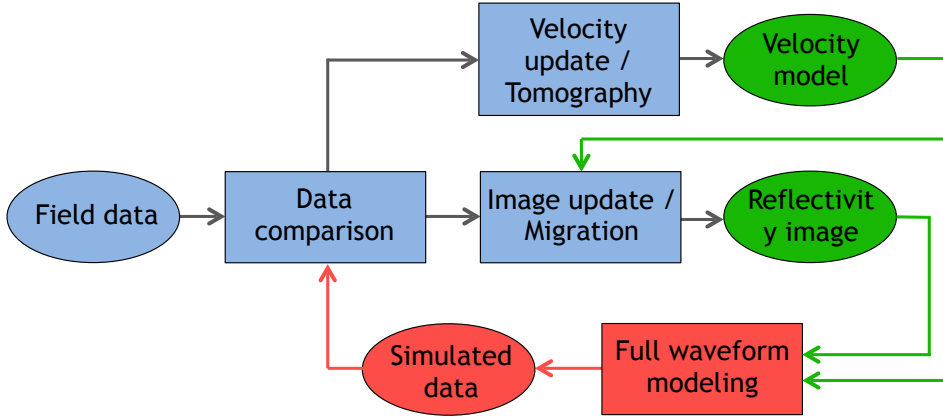 Velocity
update /
Tomography
Velocity
model
Field data
Data
comparison
Image update /
Migration
Reflectivit
y image
Simulated
data
Full waveform
modeling